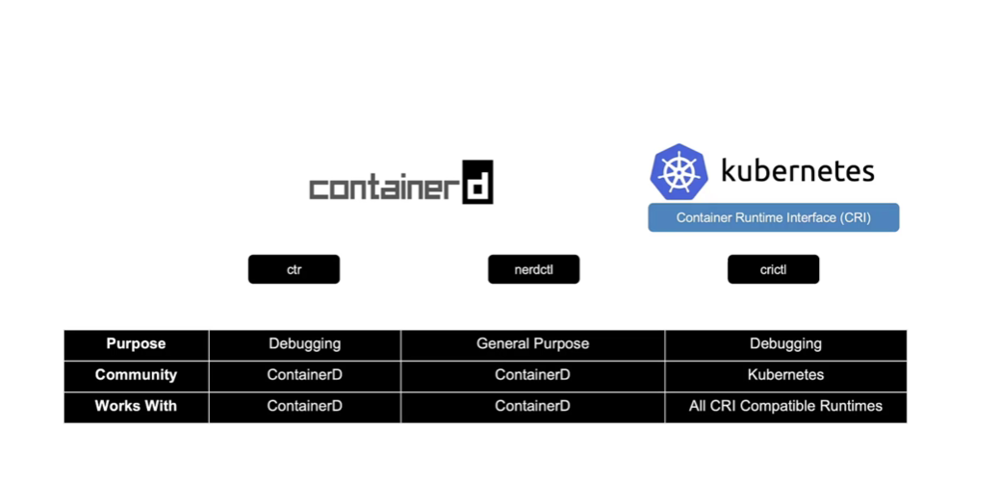 containerd
kubernetes
Container Runtime Interface (CRI)
ctr nerdctl crictl
Purpose Debugging General Purpose Debugging
Community ContainerD ContainerD Kubernetes
Works With ContainerD ContainerD All CRI Compatible Runtimes